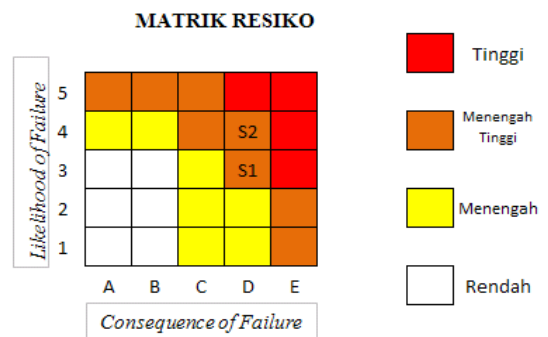 MATRIK RESIKO
Likelihood of Failure
5
4
S2
3
S1
2
1
A B C D E
Consequence of Failure
Tinggi
Menengah
Tinggi
Menengah
Rendah